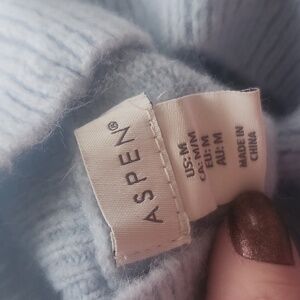 ASPEN®
US: M
CA: M/M
EU: M
AU: M
MADE IN
CHINA